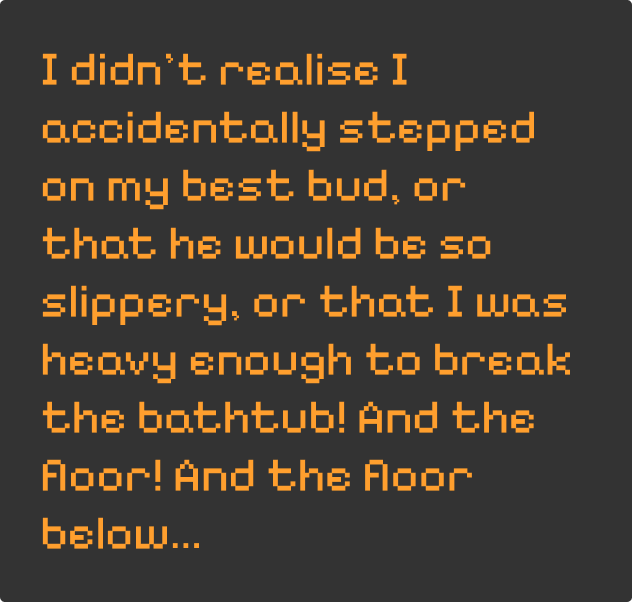 I didn't realise I
accidentally stepped
on my best bud, or
that he would be so
slippery, or that I was
heavy enough to break
the bathtub! And the
floor! And the floor
below...